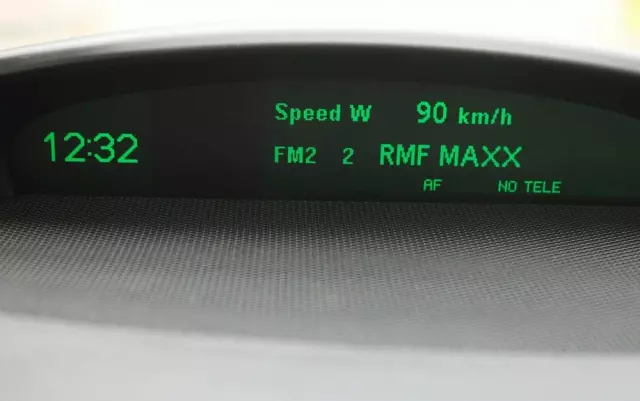 12:32
Speed W 90 km/h
FM2 2 RMF MAXX
AF NO TELE